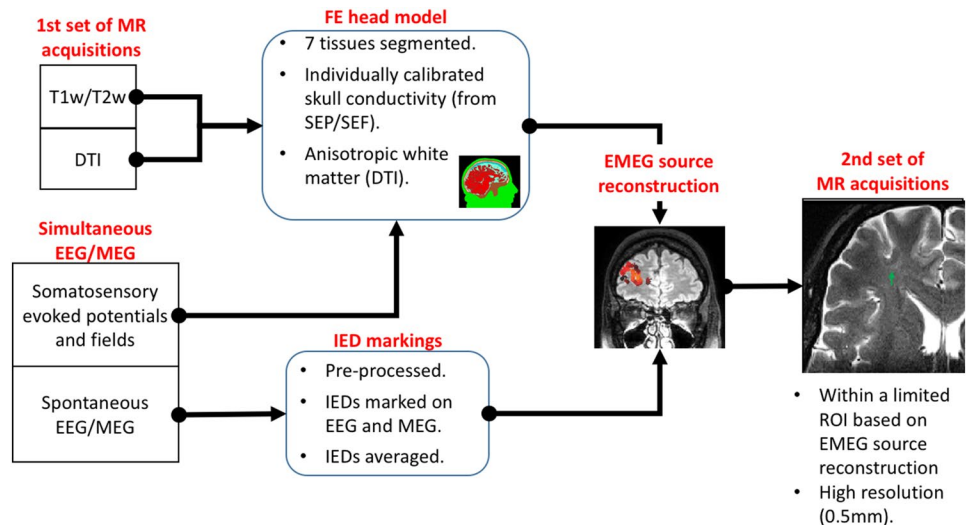 1st set of MR
acquisitions
T1w/T2w
DTI
FE head model
• 7 tissues segmented.
• Individually calibrated
skull conductivity (from
SEP/SEF).
• Anisotropic white
matter (DTI).
Simultaneous
EEG/MEG
Somatosensory
evoked potentials
and fields
Spontaneous
EEG/MEG
IED markings
• Pre-processed.
• IEDs marked on
EEG and MEG.
• IEDs averaged.
EMEG source
reconstruction
2nd set of
MR acquisitions
• Within a limited
ROI based on
EMEG source
reconstruction
• High resolution
(0.5mm).